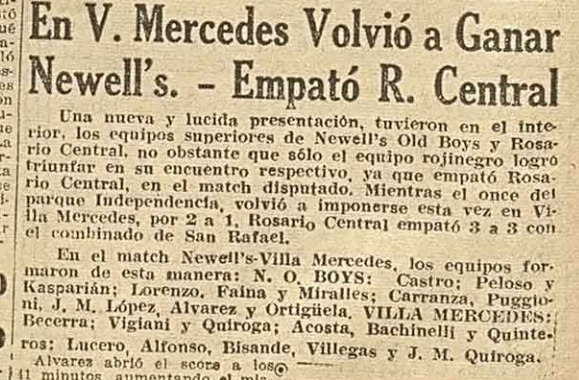 En V. Mercedes Volvió a Ganar
Newell's. - Empató R. Central
Una nueva y lucida presentación, tuvieron en el inte-
rior, los equipos superiores de Newell's Old Boys y Rosa-
rio Central, no obstante que sólo el equipo rojinegro logró
triunfar en su encuentro respectivo, ya que empató Rosa-
rio Central, en el match disputado. Mientras el once del
parque Independencia, volvió a imponerse esta vez en Vi-
lla Mercedes, por 2 a 1, Rosario Central empató 3 a 3 con
el combinado de San Rafael.
En el match Newell's-Villa Mercedes, los equipos for-
maron de esta manera: N. O. BOYS: Castro; Peloso y
Kasparián; Lorenzo, Faina y Miralles; Carranza, Puggio-
ni, J. M. López, Alvarez y Ortigüela. VILLA MERCEDES:
Becerra; Vigiani y Quiroga; Acosta, Bachinelli y Quinte-
ros: Lucero, Alfonso, Bisande, Villegas y J. M. Quiroga.
Alvarez abrió el score a los
41 minutos, aumentando el